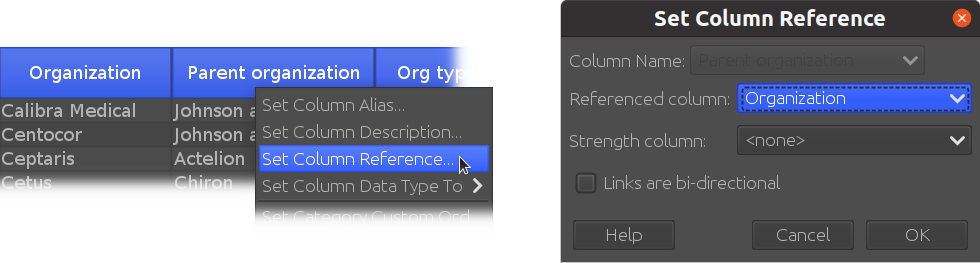 Organization Parent organization Org typ
Calibra Medical Johnson a
Centocor Johnson a
Ceptaris Actelion
Cetus Chiron
Set Column Alias...
Set Column Description...
Set Column Reference...
Set Column Data Type To
Set Category Custom Ord
Set Column Reference
Column Name: Parent organization
Referenced column: Organization
Strength column: <none>
Links are bi-directional
Help Cancel OK